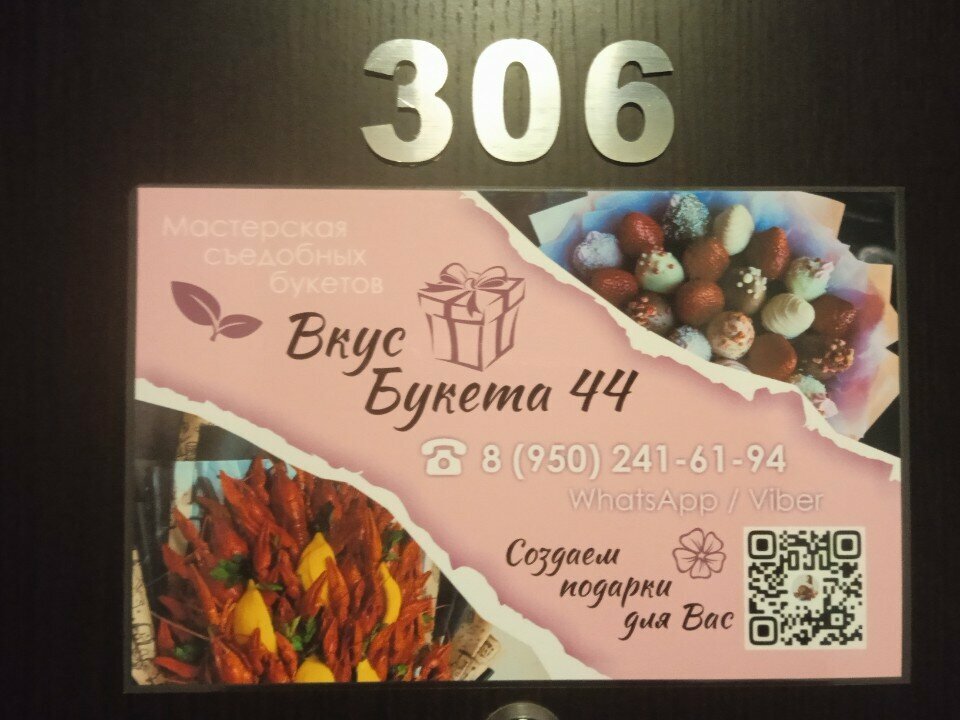 306
Мастерская
съедобных
букетов
Вкус
Букета 44
8 (950) 241-61-94
WhatsApp / Viber
Создаем
подарки
для Вас